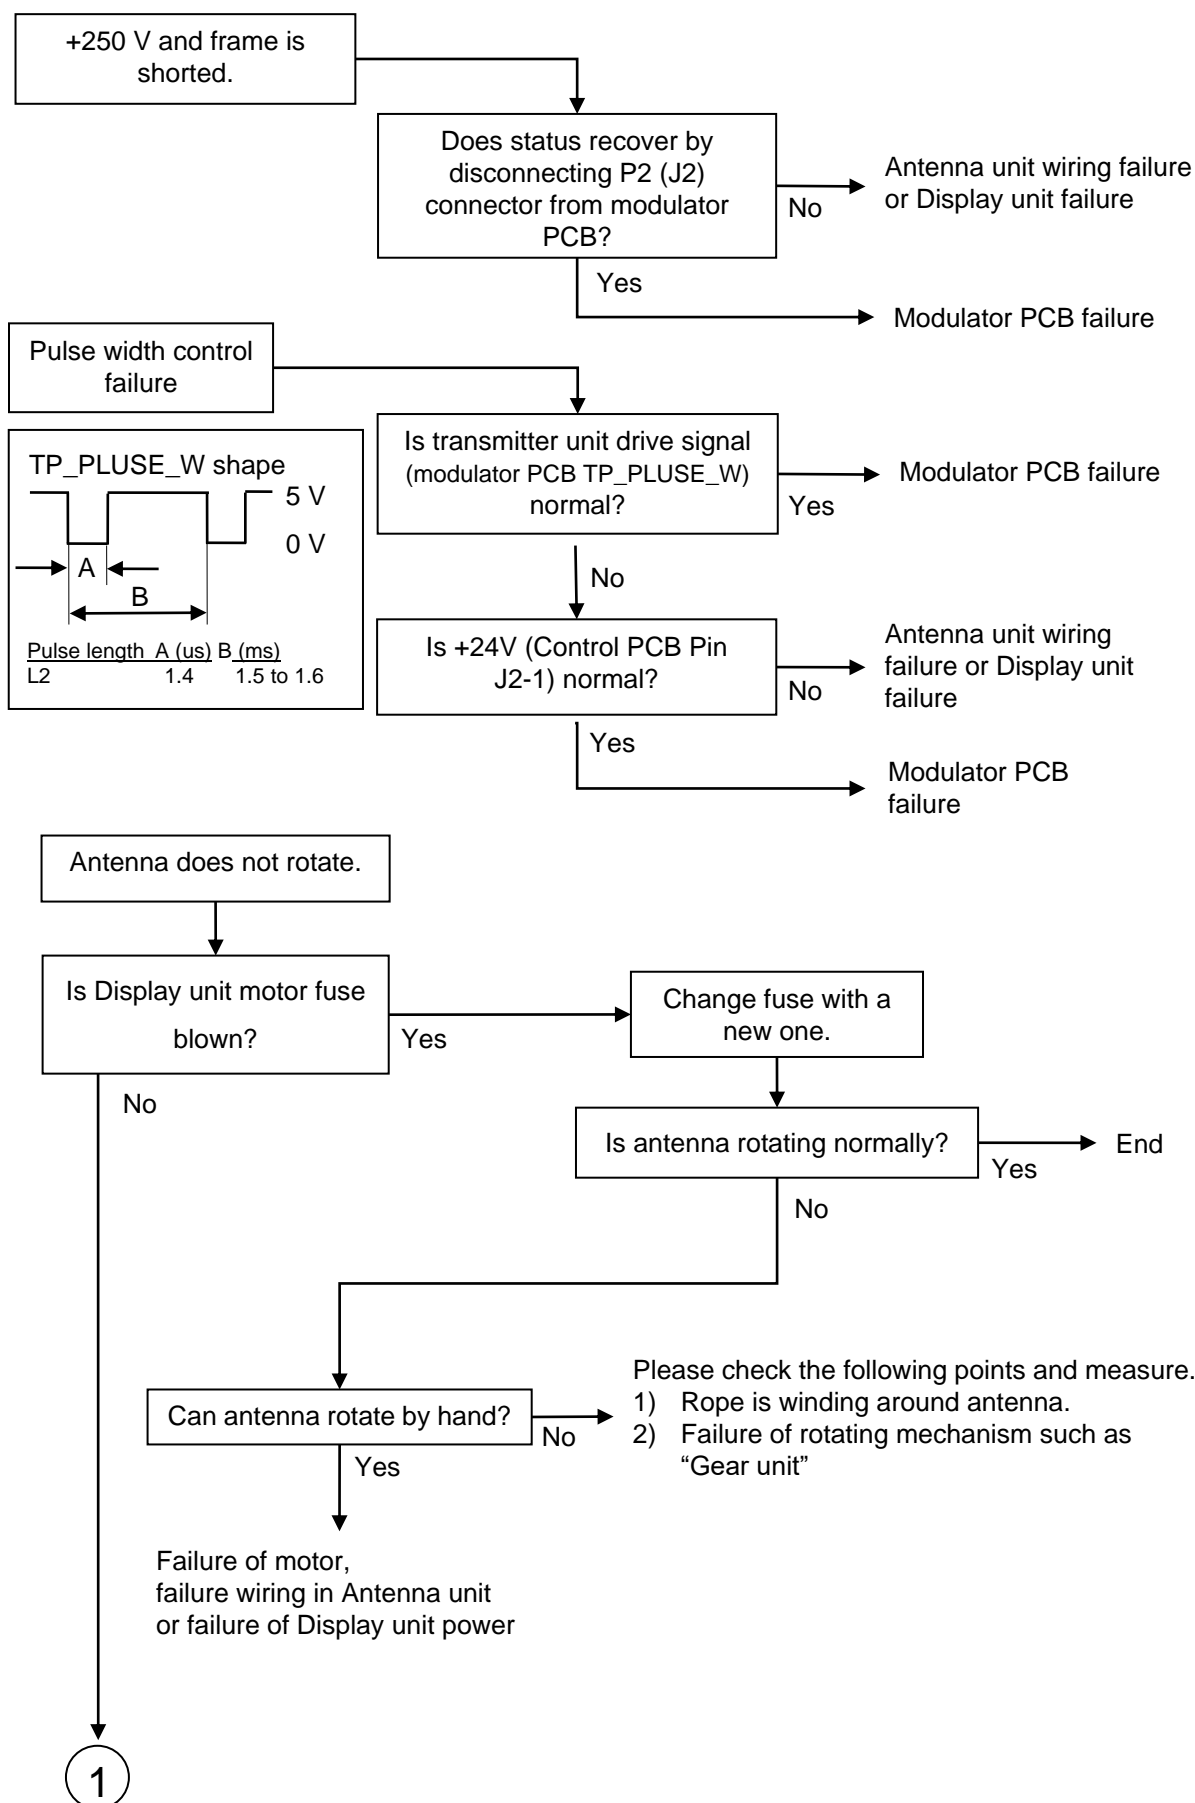 +250 V and frame is
shorted.
Does status recover by
disconnecting P2 (J2)
connector from modulator
PCB?
No
Antenna unit wiring failure
or Display unit failure
Yes
Modulator PCB failure
Pulse width control
failure
Is transmitter unit drive signal
(modulator PCB TP_PLUSE_W)
normal?
Yes
Modulator PCB failure
TP_PLUSE_W shape
5 V
0 V
A
B
Pulse length A (us) B (ms)
L2 1.4 1.5 to 1.6
No
Is +24V (Control PCB Pin
J2-1) normal?
No
Antenna unit wiring
failure or Display unit
failure
Yes
Modulator PCB
failure
Antenna does not rotate.
Is Display unit motor fuse
blown?
Yes
Change fuse with a
new one.
No
Is antenna rotating normally?
Yes
End
No
Can antenna rotate by hand?
No
Please check the following points and measure.
1) Rope is winding around antenna.
2) Failure of rotating mechanism such as
“Gear unit”
Yes
Failure of motor,
failure wiring in Antenna unit
or failure of Display unit power
1